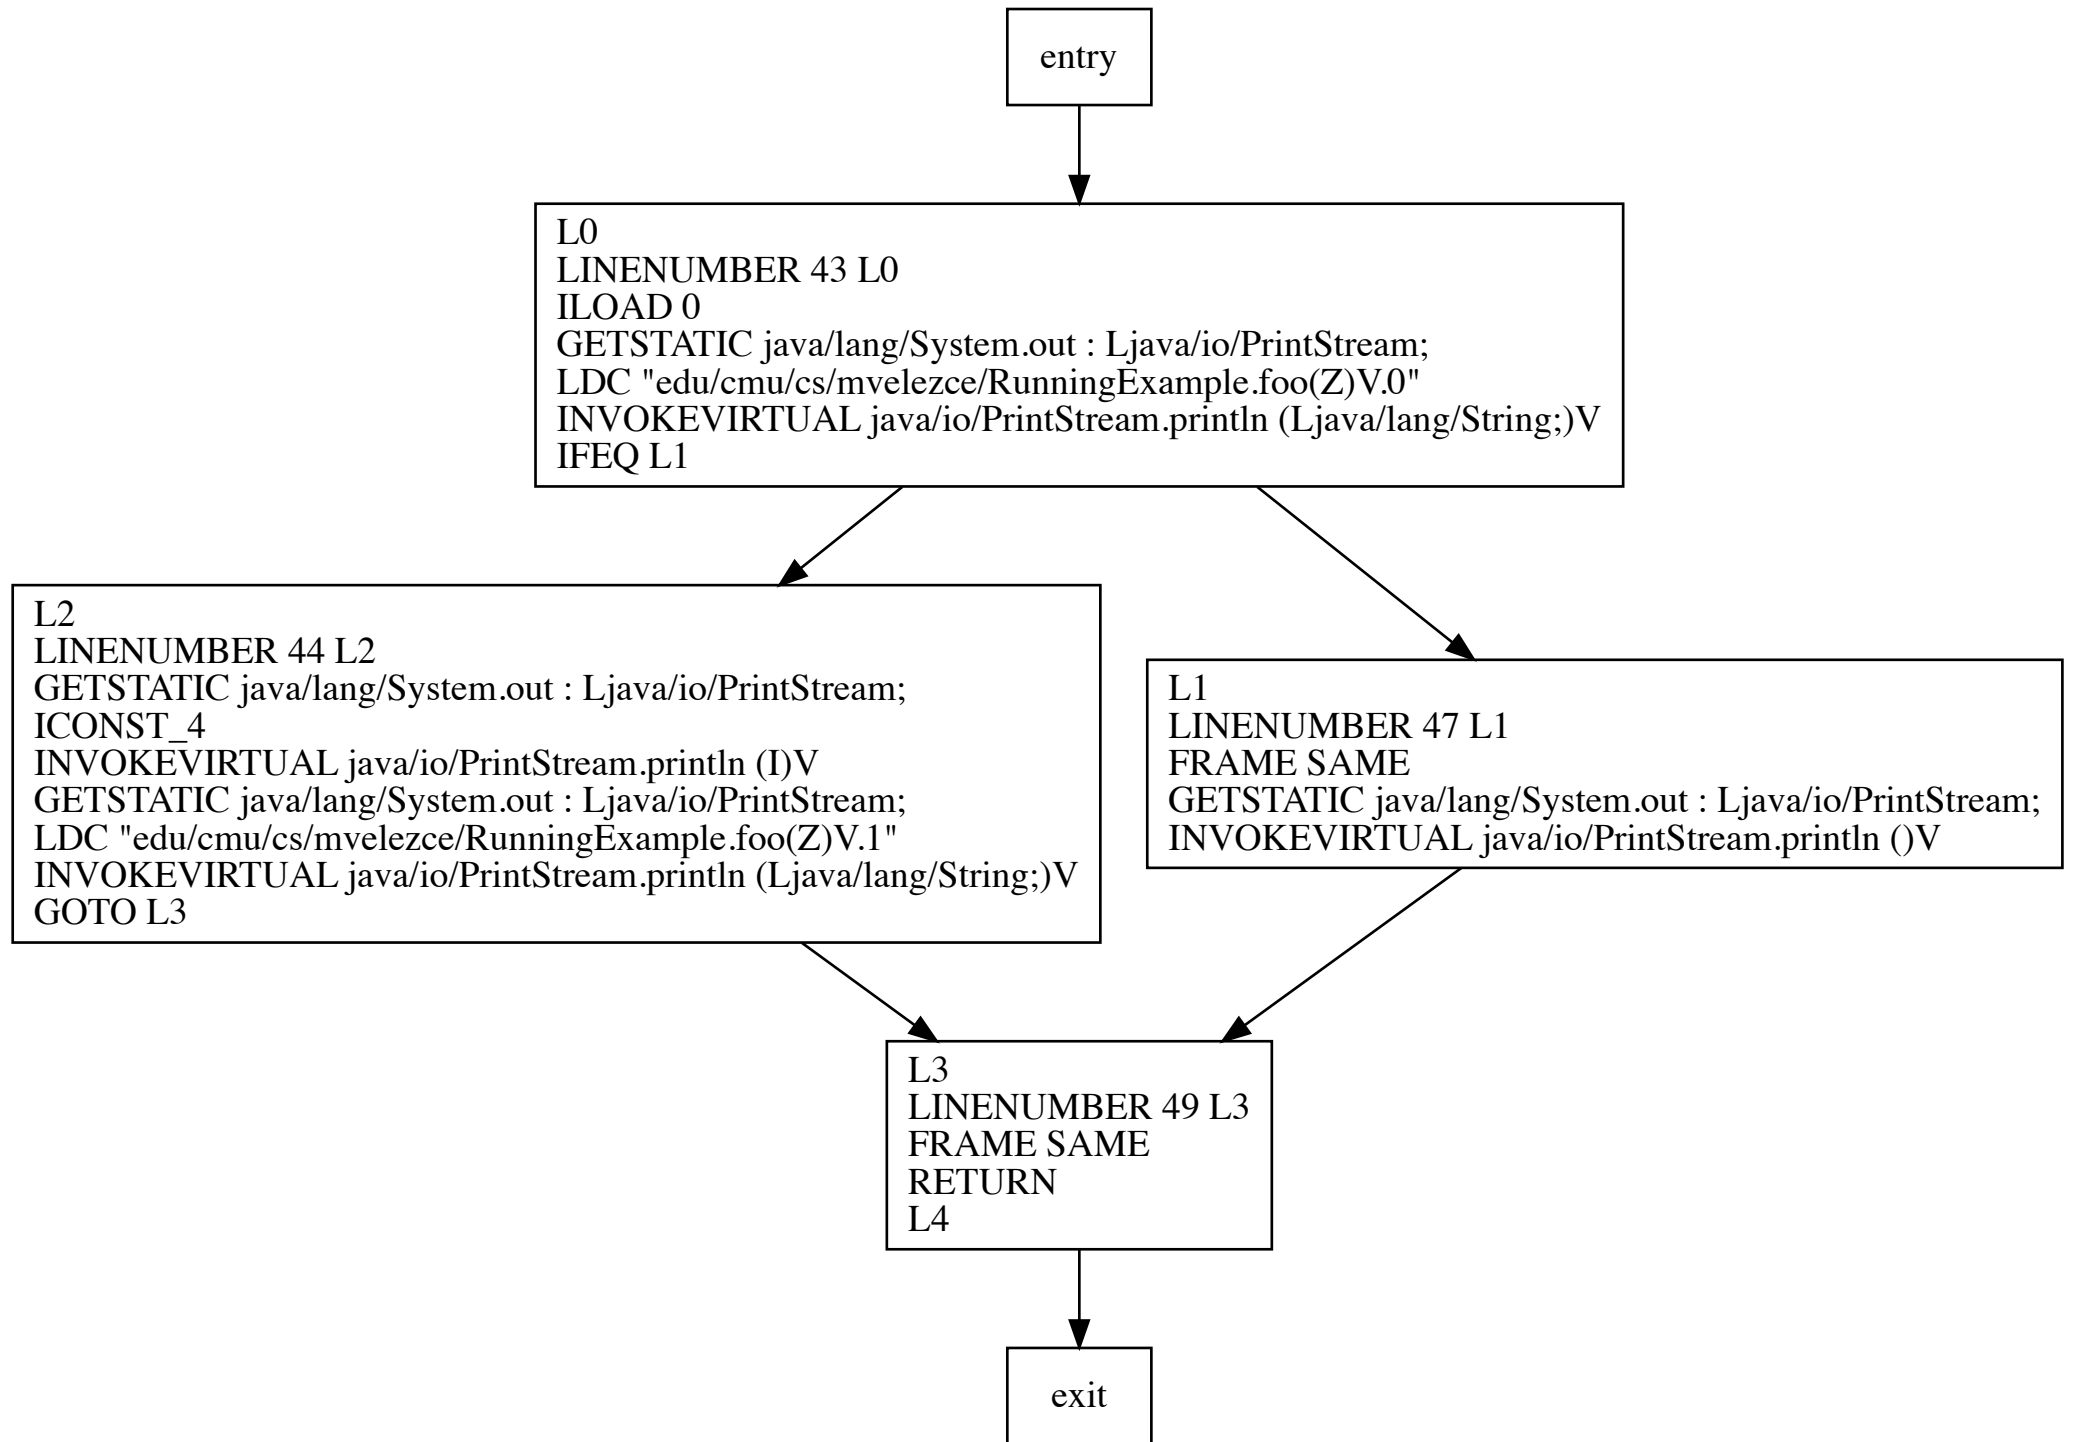 entry
L0
LINENUMBER 43 L0
ILOAD 0
GETSTATIC java/lang/System.out : Ljava/io/PrintStream;
LDC "edu/cmu/cs/mvelezce/RunningExample.foo(Z)V.0"
INVOKEVIRTUAL java/io/PrintStream.println (Ljava/lang/String;)V
IFEQ L1
L2
LINENUMBER 44 L2
GETSTATIC java/lang/System.out : Ljava/io/PrintStream;
ICONST_4
INVOKEVIRTUAL java/io/PrintStream.println (I)V
GETSTATIC java/lang/System.out : Ljava/io/PrintStream;
LDC "edu/cmu/cs/mvelezce/RunningExample.foo(Z)V.1"
INVOKEVIRTUAL java/io/PrintStream.println (Ljava/lang/String;)V
GOTO L3
L1
LINENUMBER 47 L1
FRAME SAME
GETSTATIC java/lang/System.out : Ljava/io/PrintStream;
INVOKEVIRTUAL java/io/PrintStream.println ()V
L3
LINENUMBER 49 L3
FRAME SAME
RETURN
L4
exit